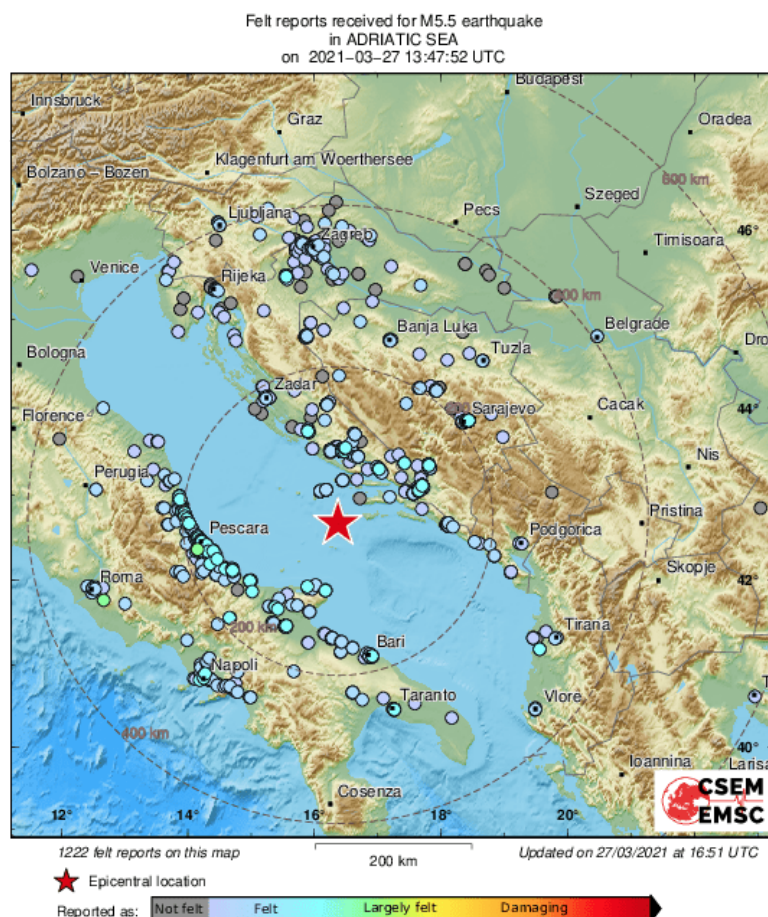 Felt reports received for M5.5 earthquake
in ADRIATIC SEA
on 2021-03-27 13:47:52 UTC
Budapest
Innsbruck
Graz
Oradea
Klagenfurt am Woerthersee
Bolzano - Bozen
600 km
Szeged
Ljubljana
Pecs
46°
Zagreb
Timisoara
Venice
Rijeka
400 km
Banja Luka
Belgrade
Bologna
Tuzla
Zadar
Sarajevo
Cacak
44°
Florence
Nis
Perugia
Pristina
Pescara
Podgorica
Skopje
Roma
42°
200 km
Tirana
Bari
Napoli
Taranto
Vlore
400 km
40°
Ioannina
Cosenza
CSEM
EMSC
12° 14° 16° 18° 20°
1222 felt reports on this map
200 km
Updated on 27/03/2021 at 16:51 UTC
Epicentral location
Reported as: Not felt Felt Largely felt Damaging